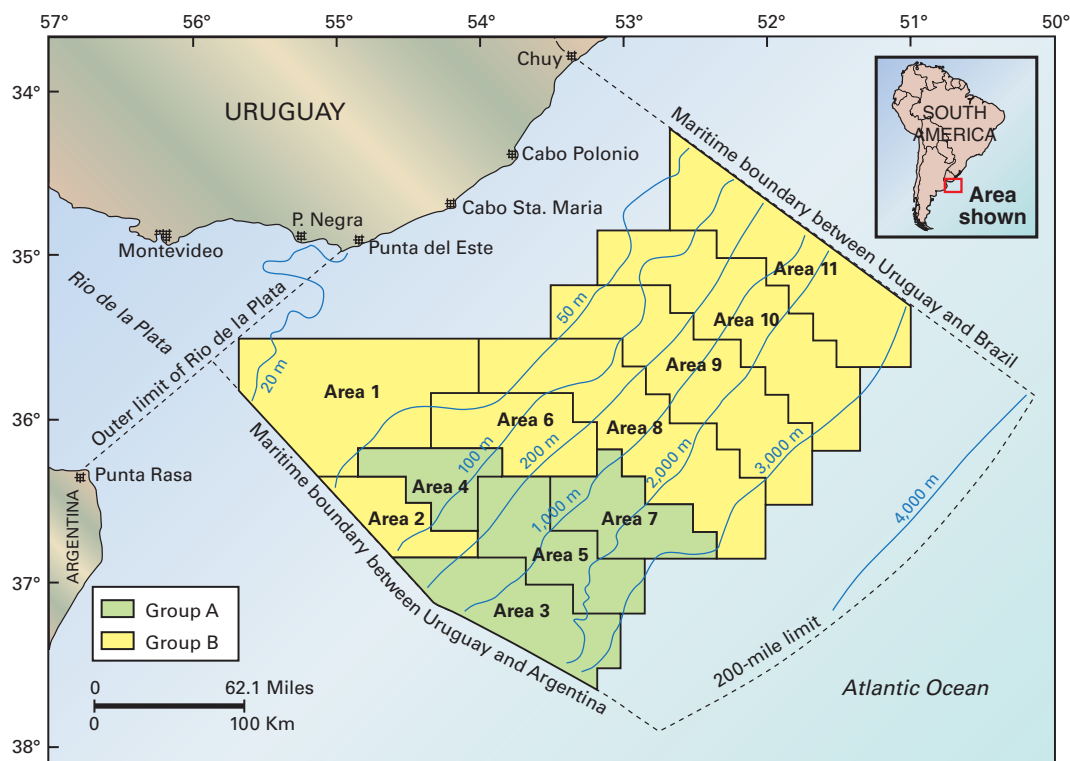 57°
56°
55°
54°
53°
52°
51°
50°
34°
35°
36°
37°
38°
Chuy
URUGUAY
Cabo Polonio
Cabo Sta. Maria
P. Negra
Punta del Este
Montevideo
Rio de la Plata
Outer limit of Rio de la Plata
Punta Rasa
ARGENTINA
Maritime boundary between Uruguay and Brazil
Maritime boundary between Uruguay and Argentina
200-mile limit
Atlantic Ocean
SOUTH
AMERICA
Area
shown
Area 11
Area 10
Area 9
Area 8
Area 6
Area 1
Area 4
Area 2
Area 7
Area 5
Area 3
20 m
50 m
100 m
200 m
1,000 m
2,000 m
3,000 m
4,000 m
Group A
Group B
0
62.1 Miles
0
100 Km